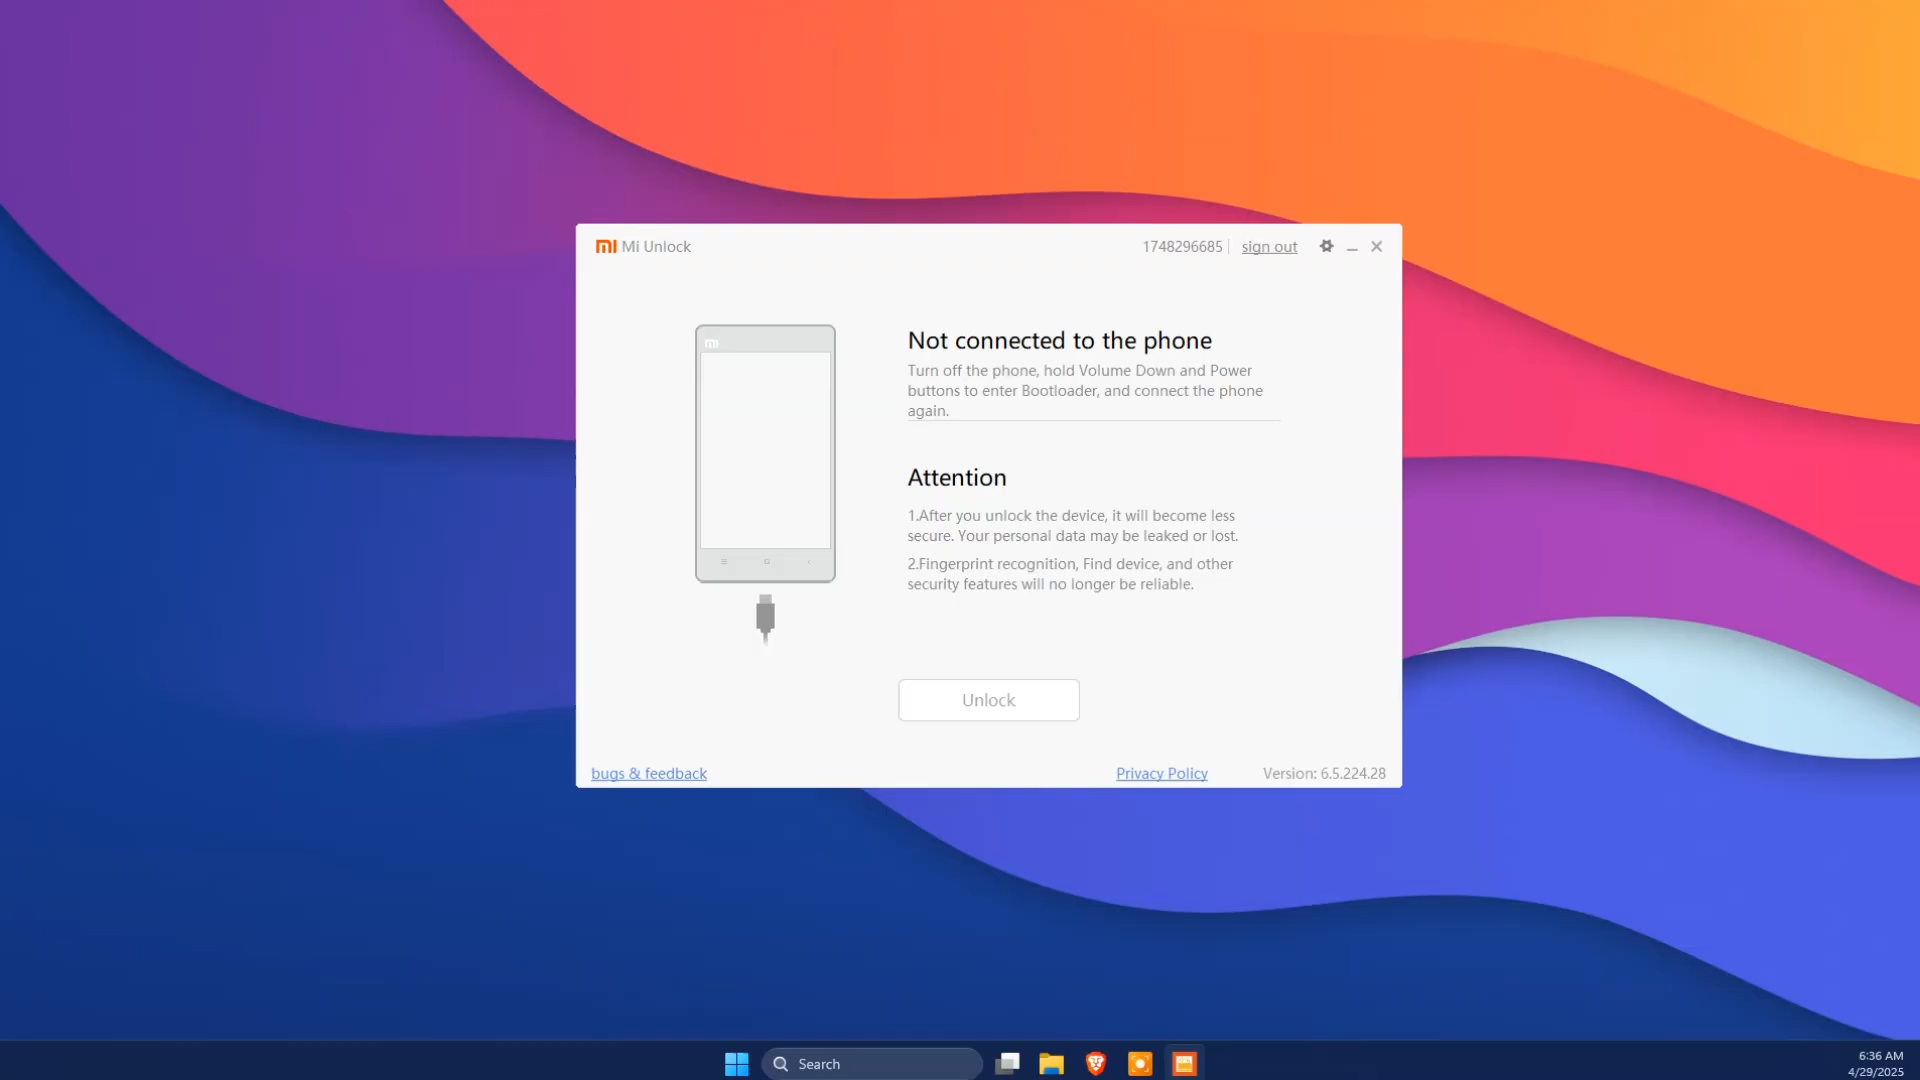 Mi Unlock
1748296685
sign out
Not connected to the phone
Turn off the phone, hold Volume Down and Power
buttons to enter Bootloader, and connect the phone
again.
Attention
1.After you unlock the device, it will become less
secure. Your personal data may be leaked or lost.
2.Fingerprint recognition, Find device, and other
security features will no longer be reliable.
Unlock
bugs & feedback
Privacy Policy
Version: 6.5.224.28
Search
6:36 AM
4/29/2025